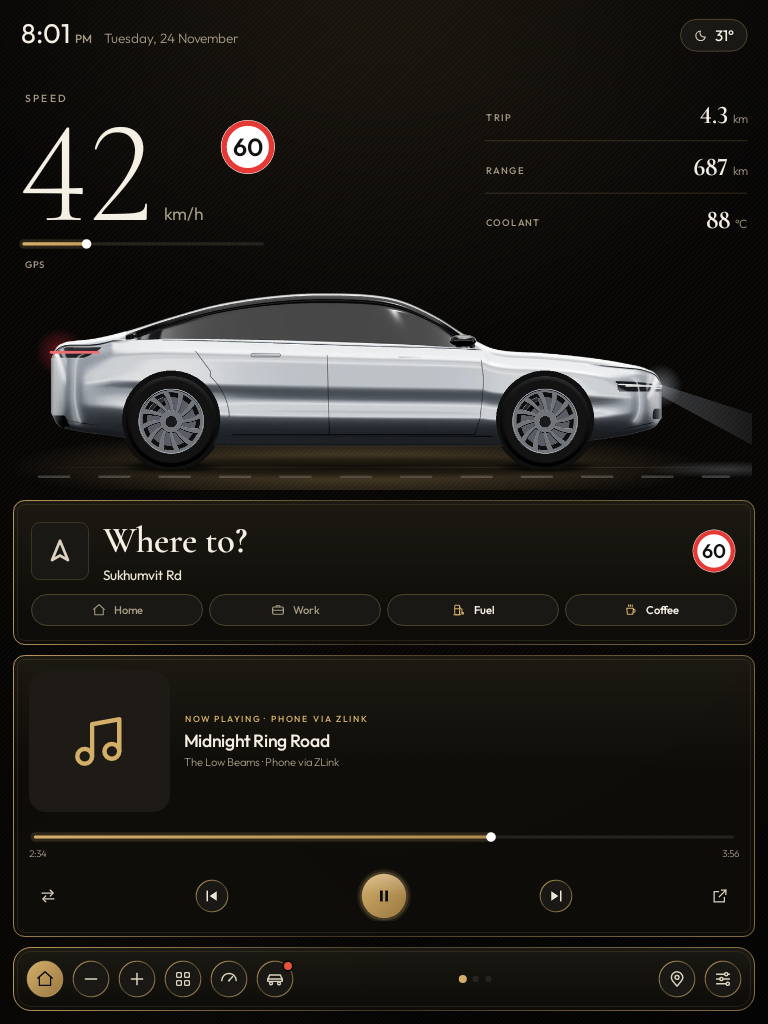 8:01 PM Tuesday, 24 November
31°
SPEED
42 km/h
60
GPS
TRIP 4.3 km
RANGE 687 km
COOLANT 88 °C
Where to?
Sukhumvit Rd
60
Home Work Fuel Coffee
NOW PLAYING · PHONE VIA ZLINK
Midnight Ring Road
The Low Beams · Phone via ZLink
2:34 3:56